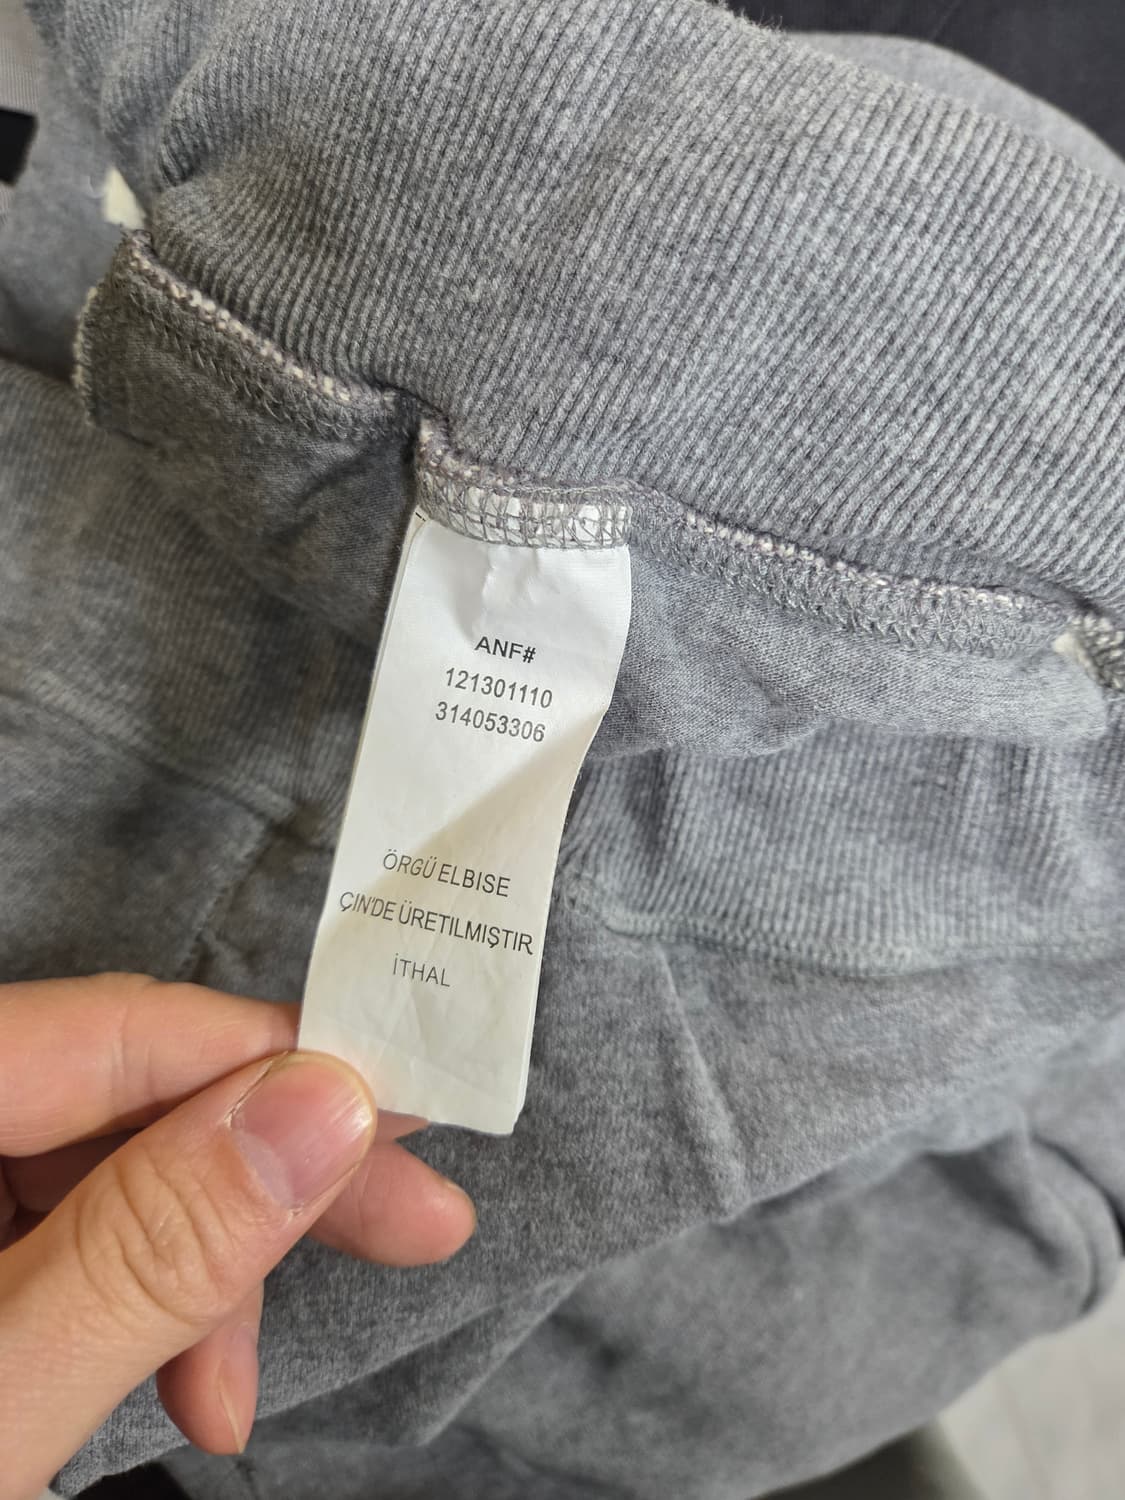 ANF#
121301110
314053306
ÖRGÜ ELBISE
ÇIN'DE ÜRETILMIŞTIR
İTHAL